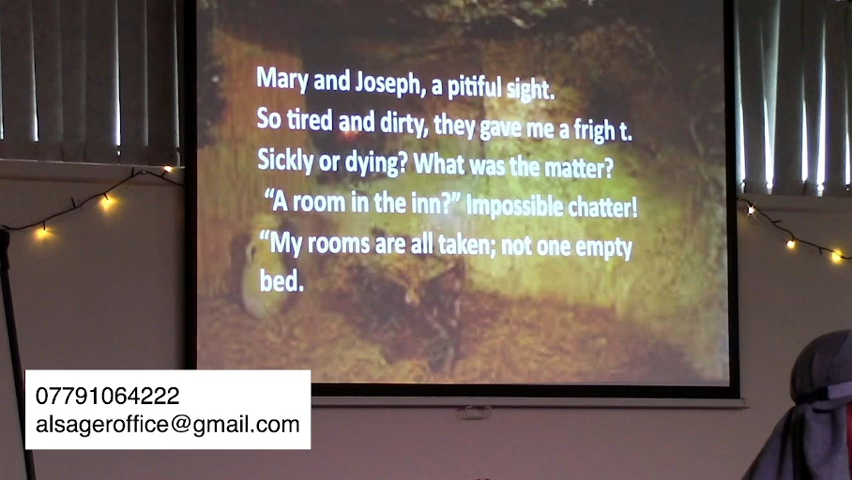 Mary and Joseph, a pitiful sight.
So tired and dirty, they gave me a frigh t.
Sickly or dying? What was the matter?
“A room in the inn?” Impossible chatter!
“My rooms are all taken; not one empty
bed.
07791064222
alsageroffice@gmail.com